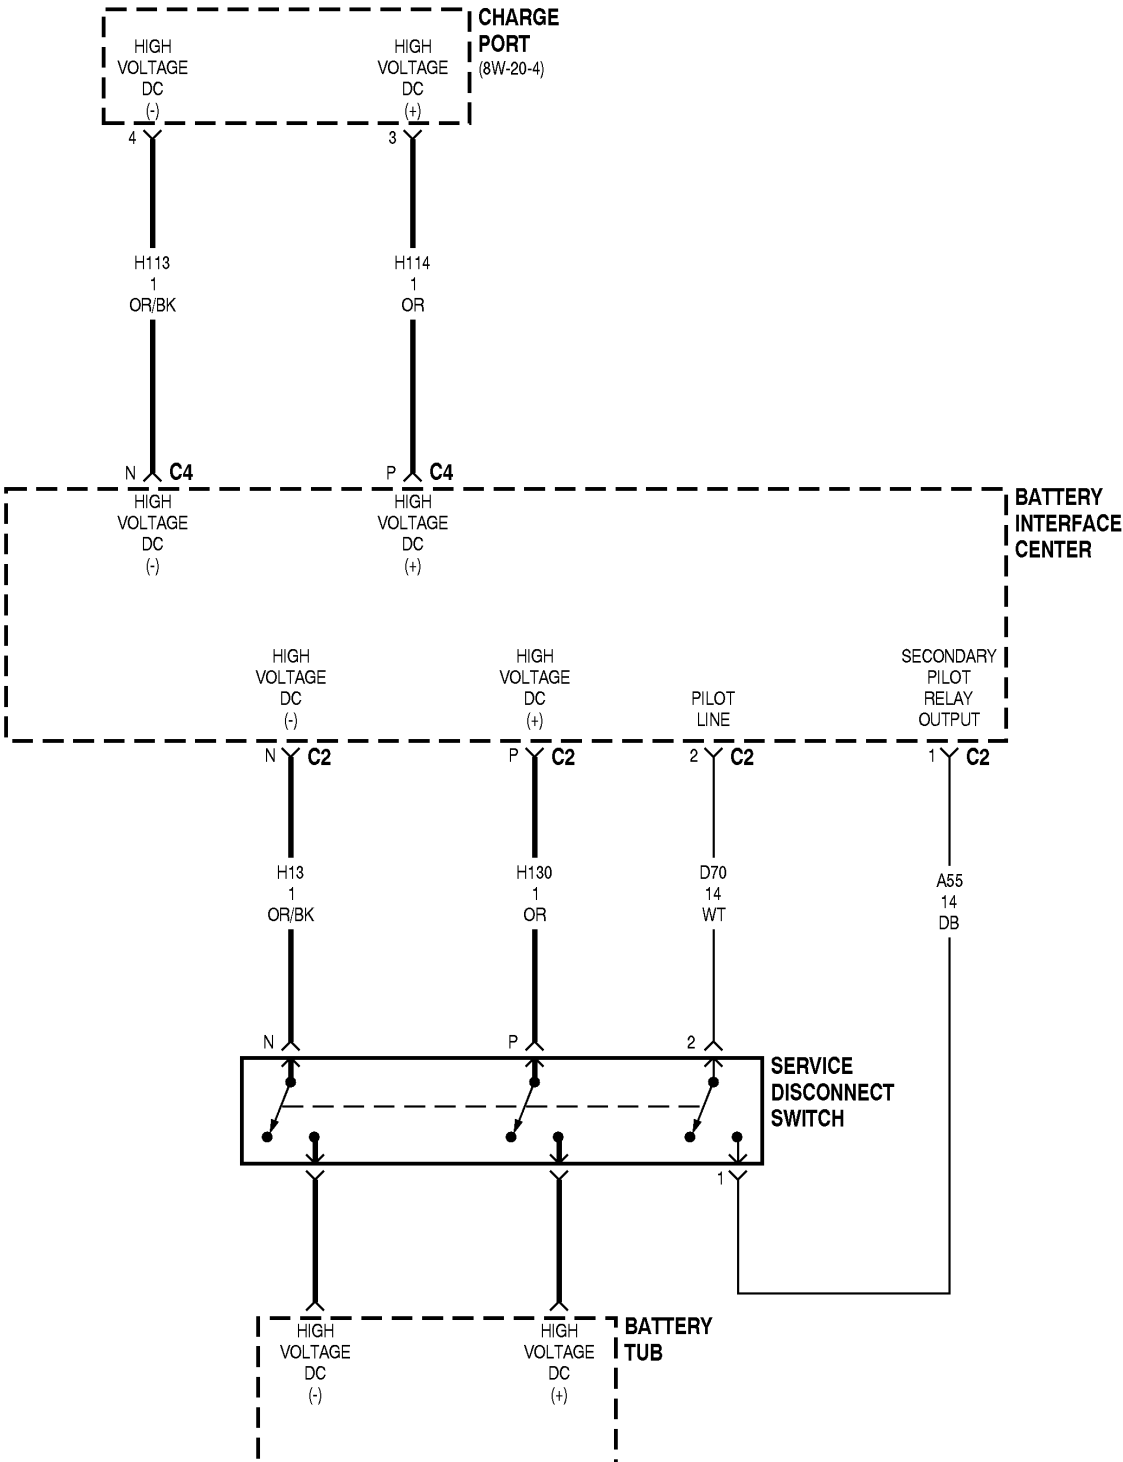 CHARGE
PORT
(8W-20-4)
HIGH
VOLTAGE
DC
(-)
HIGH
VOLTAGE
DC
(+)
4
3
H113
1
OR/BK
H114
1
OR
N
C4
P
C4
HIGH
VOLTAGE
DC
(-)
HIGH
VOLTAGE
DC
(+)
BATTERY
INTERFACE
CENTER
HIGH
VOLTAGE
DC
(-)
HIGH
VOLTAGE
DC
(+)
PILOT
LINE
SECONDARY
PILOT
RELAY
OUTPUT
N
C2
P
C2
2
C2
1
C2
H13
1
OR/BK
H130
1
OR
D70
14
WT
A55
14
DB
N
P
2
SERVICE
DISCONNECT
SWITCH
1
BATTERY
TUB
HIGH
VOLTAGE
DC
(-)
HIGH
VOLTAGE
DC
(+)